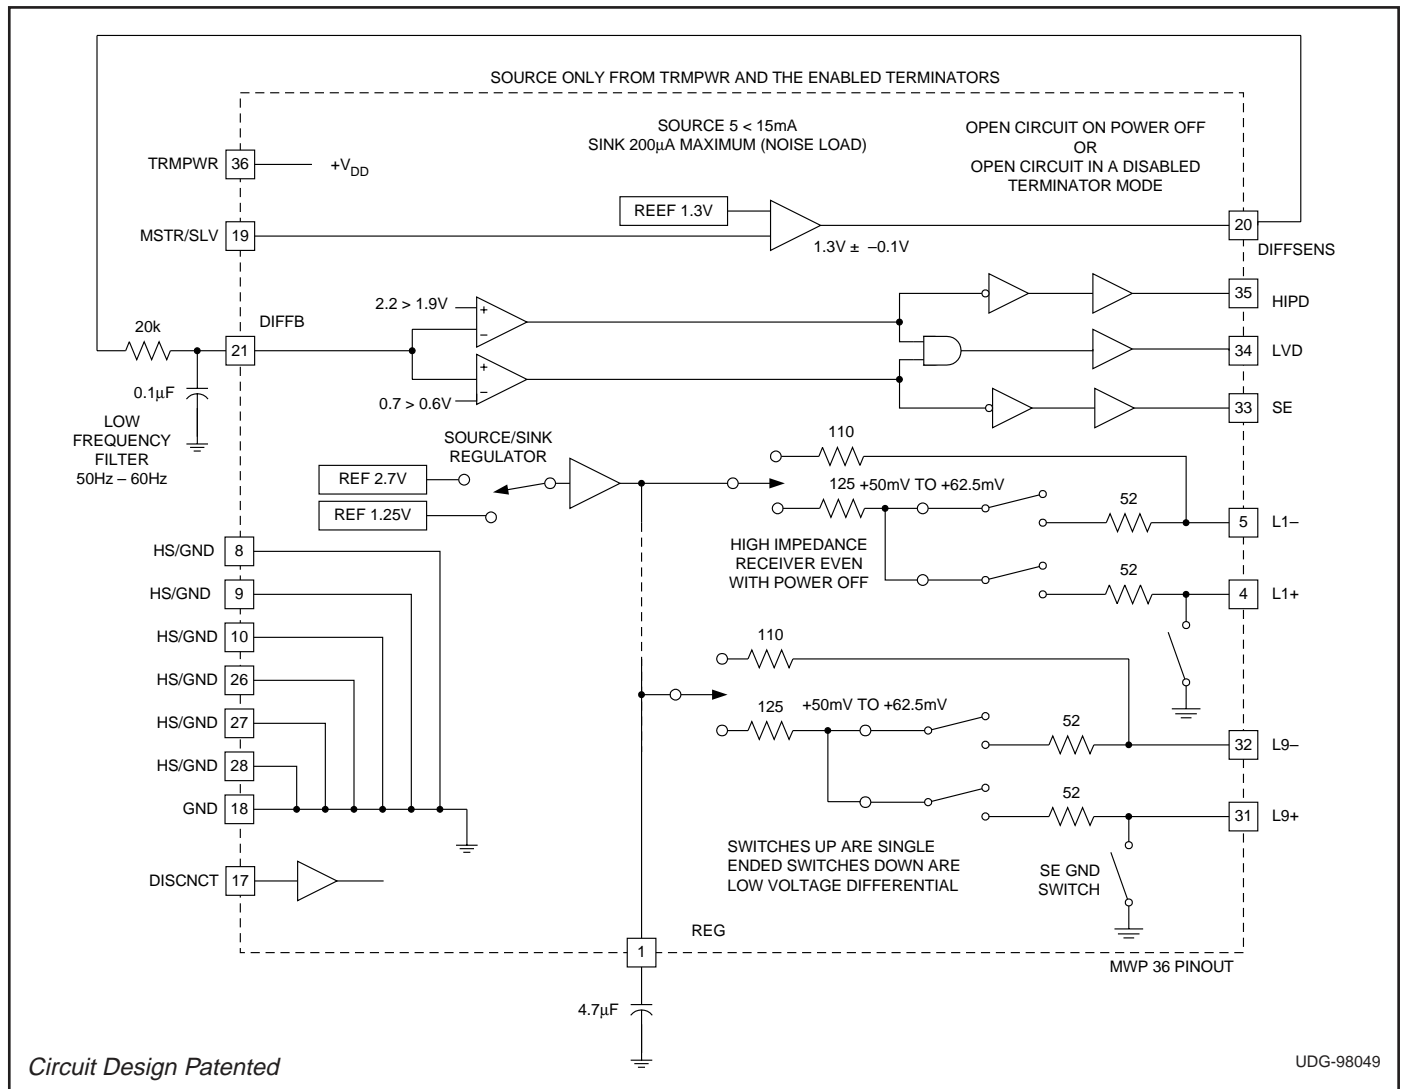 SOURCE ONLY FROM TRMPWR AND THE ENABLED TERMINATORS
SOURCE 5 < 15mA
SINK 200μA MAXIMUM (NOISE LOAD)
OPEN CIRCUIT ON POWER OFF
OR
OPEN CIRCUIT IN A DISABLED
TERMINATOR MODE
TRMPWR
36
+VDD
REEF 1.3V
MSTR/SLV
19
1.3V ± –0.1V
20
DIFFSENS
2.2 > 1.9V
+
–
35
HIPD
20k
DIFFB
21
34
LVD
+
–
0.7 > 0.6V
0.1μF
33
SE
LOW
FREQUENCY
FILTER
50Hz – 60Hz
SOURCE/SINK
REGULATOR
REF 2.7V
REF 1.25V
110
125
+50mV TO +62.5mV
52
5
L1–
HIGH IMPEDANCE
RECEIVER EVEN
WITH POWER OFF
52
4
L1+
HS/GND
8
HS/GND
9
HS/GND
10
HS/GND
26
HS/GND
27
HS/GND
28
GND
18
DISCNCT
17
110
125
+50mV TO +62.5mV
52
32
L9–
52
31
L9+
SWITCHES UP ARE SINGLE
ENDED SWITCHES DOWN ARE
LOW VOLTAGE DIFFERENTIAL
SE GND
SWITCH
REG
1
MWP 36 PINOUT
4.7μF
Circuit Design Patented
UDG-98049